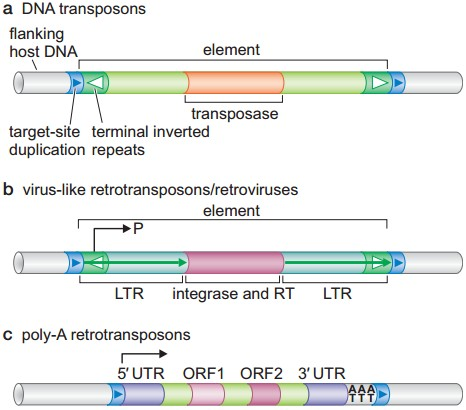 a DNA transposons
flanking
host DNA
element
transposase
target-site
duplication
terminal inverted
repeats
b virus-like retrotransposons/retroviruses
element
P
LTR
integrase and RT
LTR
c poly-A retrotransposons
5′ UTR
ORF1
ORF2
3′ UTR
AAA
TTT